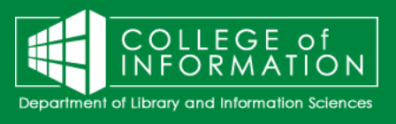 COLLEGE of
INFORMATION
Department of Library and Information Sciences